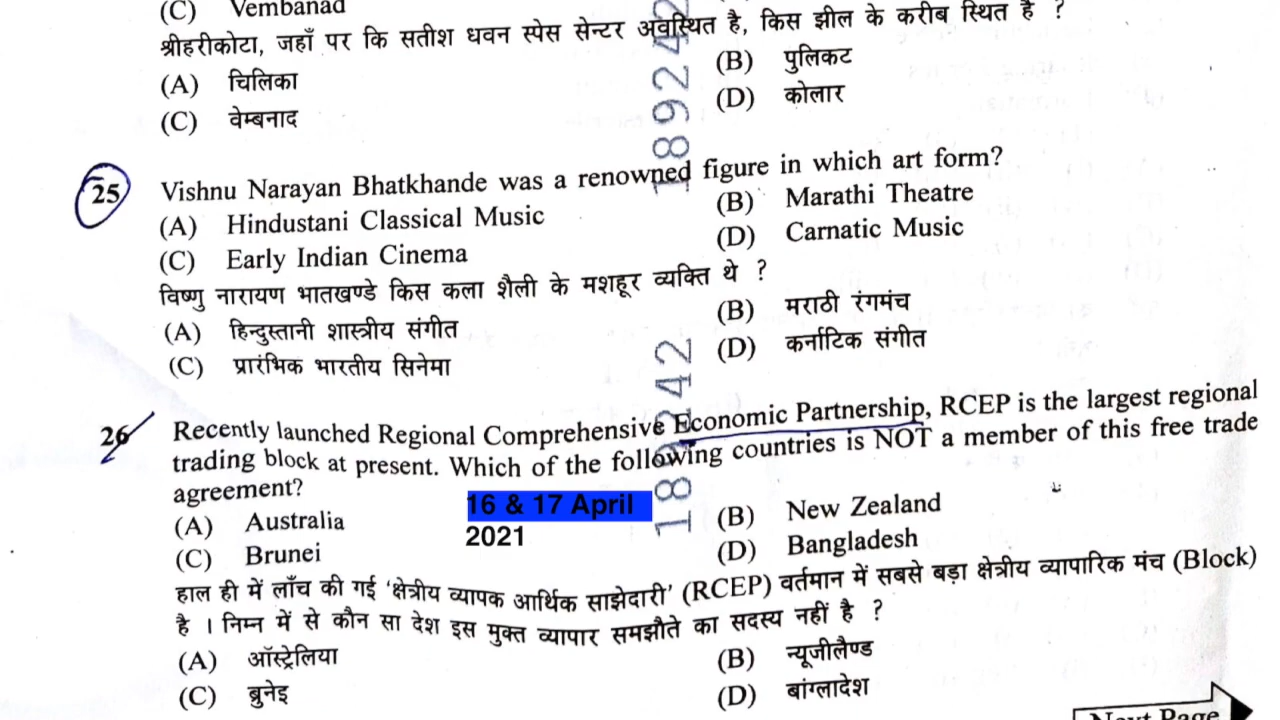 (C) Vembanad
श्रीहरिकोटा, जहाँ पर कि सतीश धवन स्पेस सेन्टर अवस्थित है, किस झील के करीब स्थित है ?
(A) चिलिका (B) पुलिकट
(C) वेम्बनाद (D) कोलार
25 Vishnu Narayan Bhatkhande was a renowned figure in which art form?
(A) Hindustani Classical Music (B) Marathi Theatre
(C) Early Indian Cinema (D) Carnatic Music
विष्णु नारायण भातखण्डे किस कला शैली के मशहूर व्यक्ति थे ?
(A) हिन्दुस्तानी शास्त्रीय संगीत (B) मराठी रंगमंच
(C) प्रारंभिक भारतीय सिनेमा (D) कर्नाटिक संगीत
26 Recently launched Regional Comprehensive Economic Partnership, RCEP is the largest regional
trading block at present. Which of the following countries is NOT a member of this free trade
agreement?
(A) Australia (B) New Zealand
(C) Brunei (D) Bangladesh
16 & 17 April
2021
हाल ही में लाँच की गई ‘क्षेत्रीय व्यापक आर्थिक साझेदारी’ (RCEP) वर्तमान में सबसे बड़ा क्षेत्रीय व्यापारिक मंच (Block)
है । निम्न में से कौन सा देश इस मुक्त व्यापार समझौते का सदस्य नहीं है ?
(A) ऑस्ट्रेलिया (B) न्यूजीलैण्ड
(C) ब्रुनेइ (D) बांग्लादेश
Next Page
189242
189242